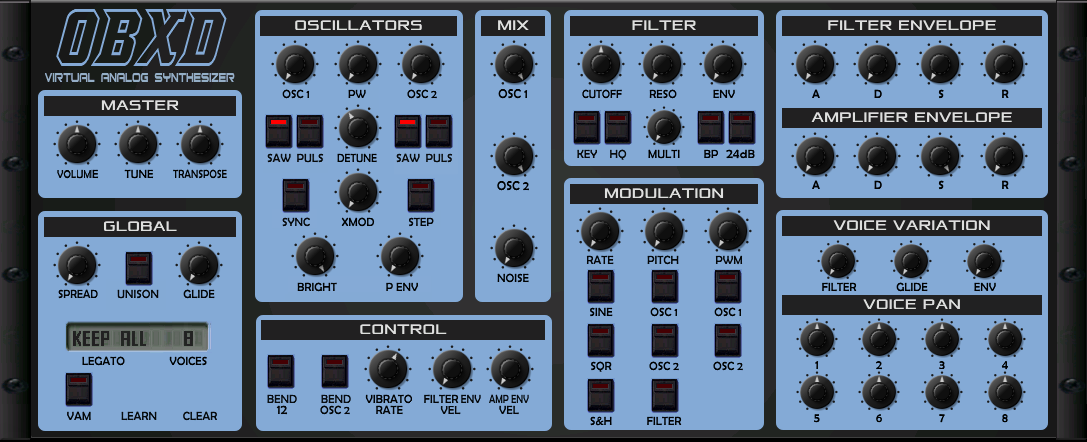 OBXD
VIRTUAL ANALOG SYNTHESIZER
MASTER
VOLUME TUNE TRANSPOSE
GLOBAL
SPREAD UNISON GLIDE
KEEP ALL 8
LEGATO VOICES
VAM LEARN CLEAR
OSCILLATORS
OSC 1 PW OSC 2
SAW PULS DETUNE SAW PULS
SYNC XMOD STEP
BRIGHT P ENV
MIX
OSC 1
OSC 2
NOISE
CONTROL
BEND BEND VIBRATO FILTER ENV AMP ENV
12 OSC 2 RATE VEL VEL
FILTER
CUTOFF RESO ENV
KEY HQ MULTI BP 24dB
MODULATION
RATE PITCH PWM
SINE OSC 1 OSC 1
SQR OSC 2 OSC 2
S&H FILTER
FILTER ENVELOPE
A D S R
AMPLIFIER ENVELOPE
A D S R
VOICE VARIATION
FILTER GLIDE ENV
VOICE PAN
1 2 3 4
5 6 7 8